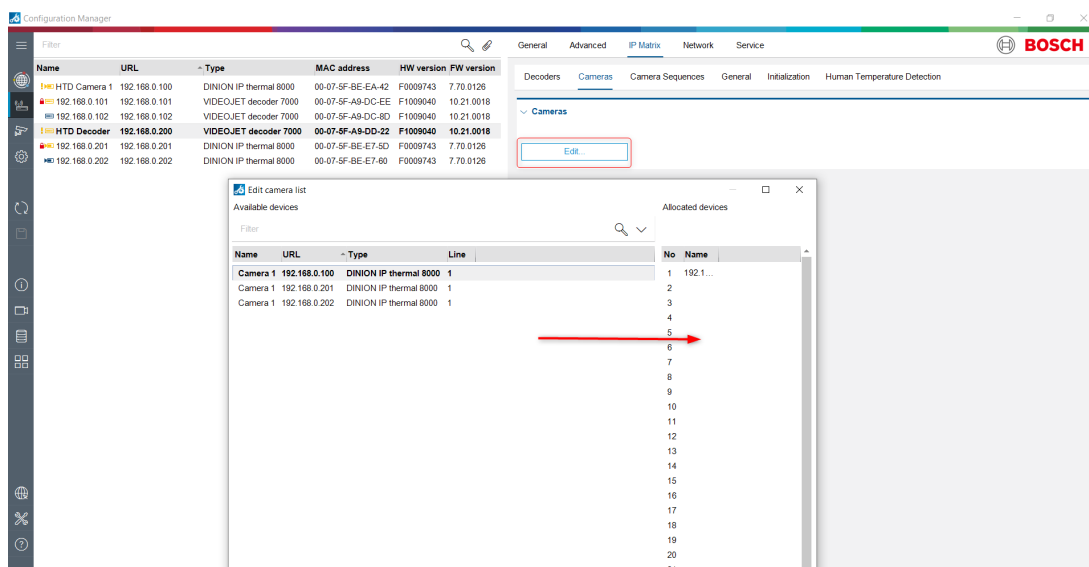 Configuration Manager
Filter
General Advanced IP Matrix Network Service
BOSCH
Name URL Type MAC address HW version FW version
HTD Camera 1 192.168.0.100 DINION IP thermal 8000 00-07-5F-BE-EA-42 F0009743 7.70.0126
192.168.0.101 192.168.0.101 VIDEOJET decoder 7000 00-07-5F-A9-DC-EE F1009040 10.21.0018
192.168.0.102 192.168.0.102 VIDEOJET decoder 7000 00-07-5F-A9-DC-8D F1009040 10.21.0018
HTD Decoder 192.168.0.200 VIDEOJET decoder 7000 00-07-5F-A9-DD-22 F1009040 10.21.0018
192.168.0.201 192.168.0.201 DINION IP thermal 8000 00-07-5F-BE-E7-5D F0009743 7.70.0126
192.168.0.202 192.168.0.202 DINION IP thermal 8000 00-07-5F-BE-E7-60 F0009743 7.70.0126
Decoders Cameras Camera Sequences General Initialization Human Temperature Detection
Cameras
Edit...
Edit camera list
Available devices
Filter
Name URL Type Line
Camera 1 192.168.0.100 DINION IP thermal 8000 1
Camera 1 192.168.0.201 DINION IP thermal 8000 1
Camera 1 192.168.0.202 DINION IP thermal 8000 1
Allocated devices
No Name
1 192.1...
2
3
4
5
6
7
8
9
10
11
12
13
14
15
16
17
18
19
20